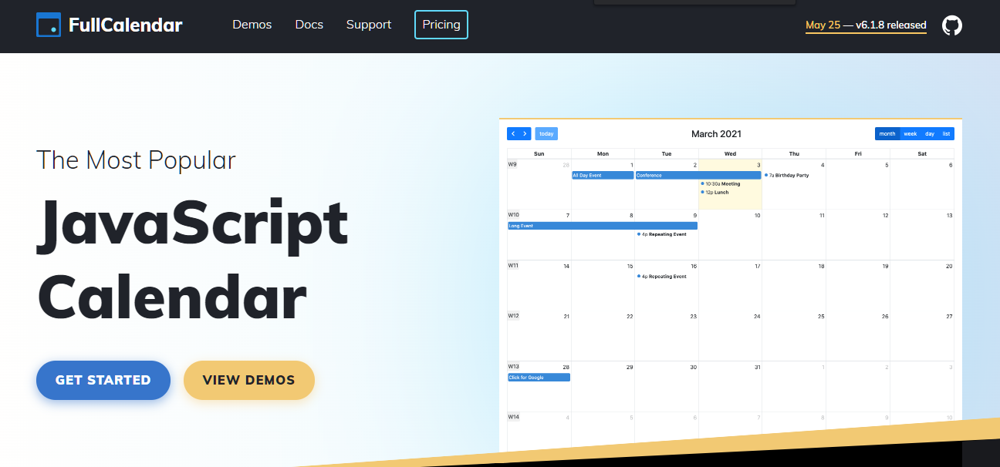 FullCalendar Demos Docs Support Pricing May 25 — v6.1.8 released
The Most Popular
JavaScript
Calendar
GET STARTED VIEW DEMOS
today March 2021 month week day list
Sun Mon Tue Wed Thu Fri Sat
W9 28 1 2 3 4 5 6
All Day Event Conference 7a Birthday Party
10:30a Meeting
12p Lunch
W10 7 8 9 10 11 12 13
Long Event
4p Repeating Event
W11 14 15 16 17 18 19 20
4p Repeating Event
W12 21 22 23 24 25 26 27
W13 28 29 30 31 1 2 3
Click for Google
W14 4 5 6 7 8 9 10